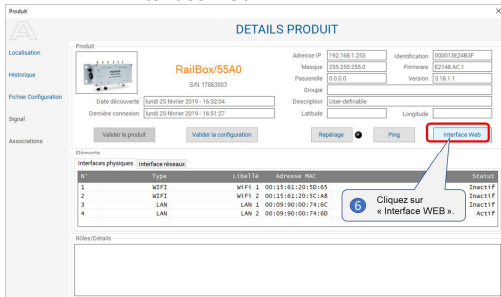 Produit
DETAILS PRODUIT
Localisation
Historique
Fichier Configuration
Signal
Associations
Produit
RailBox/55A0
S/N 17063003
Date découverte lundi 25 février 2019 - 16:32:04
Dernière connexion lundi 25 février 2019 - 16:51:27
Adresse IP 192.168.1.253
Masque 255.255.255.0
Passerelle 0.0.0.0
Groupe
Description User-definable
Latitude Longitude
Identification 000013E24B3F
Firmware E2148.AC.1
Version 3.18.1.1
Valider le produit Valider la configuration Repérage Ping Interface Web
Eléments
Interfaces physiques Interface réseaux
N° Type Libellé Adresse MAC Statut
1 WIFI WiFi 1 00:15:61:20:5D:65 Inactif
2 WIFI WiFi 2 00:15:61:20:5C:A8 Inactif
3 LAN LAN 1 00:09:90:00:74:6C Inactif
4 LAN LAN 2 00:09:90:00:74:6D Actif
6 Cliquez sur
« Interface WEB ».
Rôles/Détails